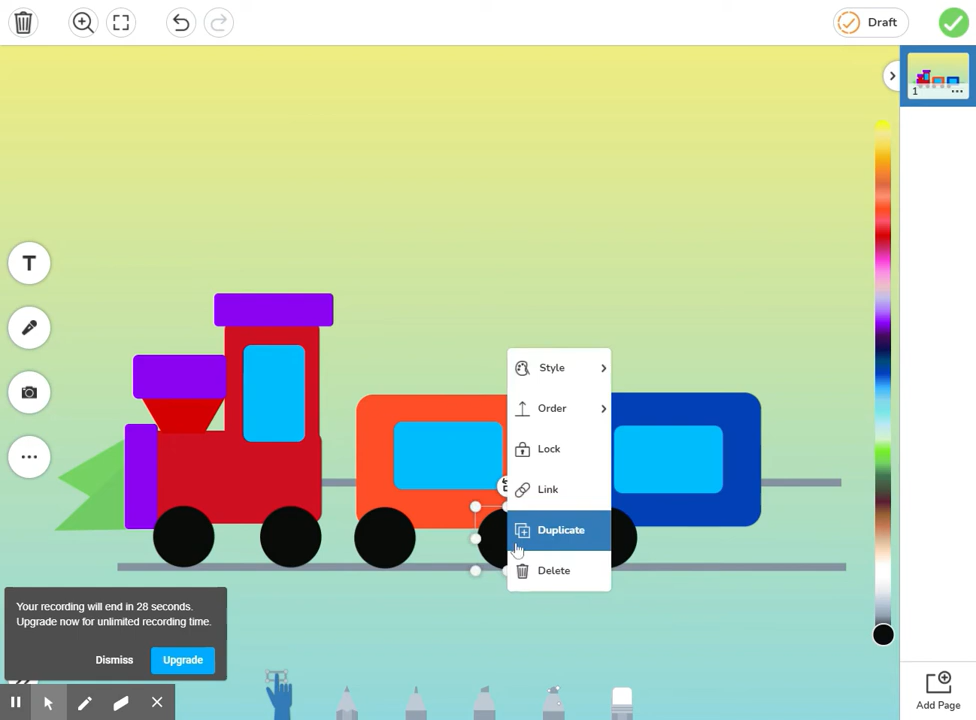 Draft
1
T
Style
Order
Lock
Link
Duplicate
Delete
Your recording will end in 28 seconds.
Upgrade now for unlimited recording time.
Dismiss
Upgrade
Add Page